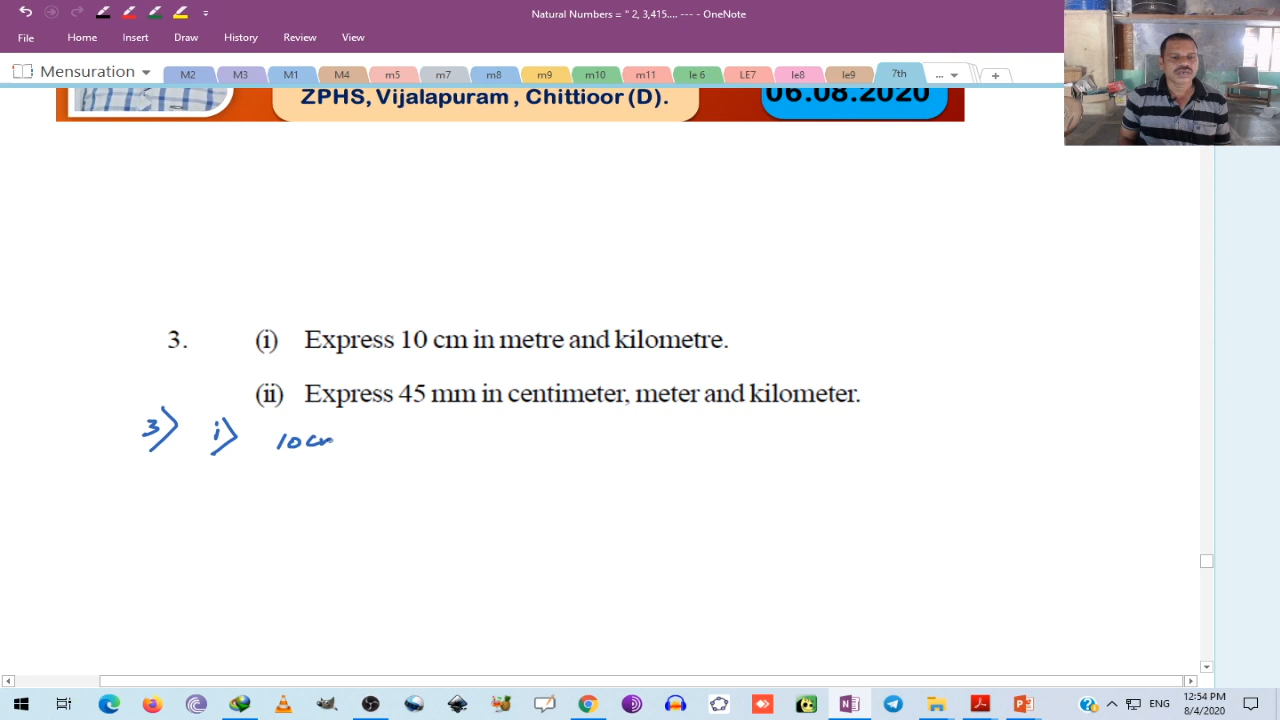 Natural Numbers = " 2, 3,415.... --- - OneNote
File Home Insert Draw History Review View
Mensuration M2 M3 M1 M4 m5 m7 m8 m9 m10 m11 le 6 LE7 le8 le9 7th ... +
ZPHS, Vijalapuram , Chittioor (D). 06.08.2020
3. (i) Express 10 cm in metre and kilometre.
(ii) Express 45 mm in centimeter, meter and kilometer.
3) i) 10 cm
12:54 PM
ENG
8/4/2020